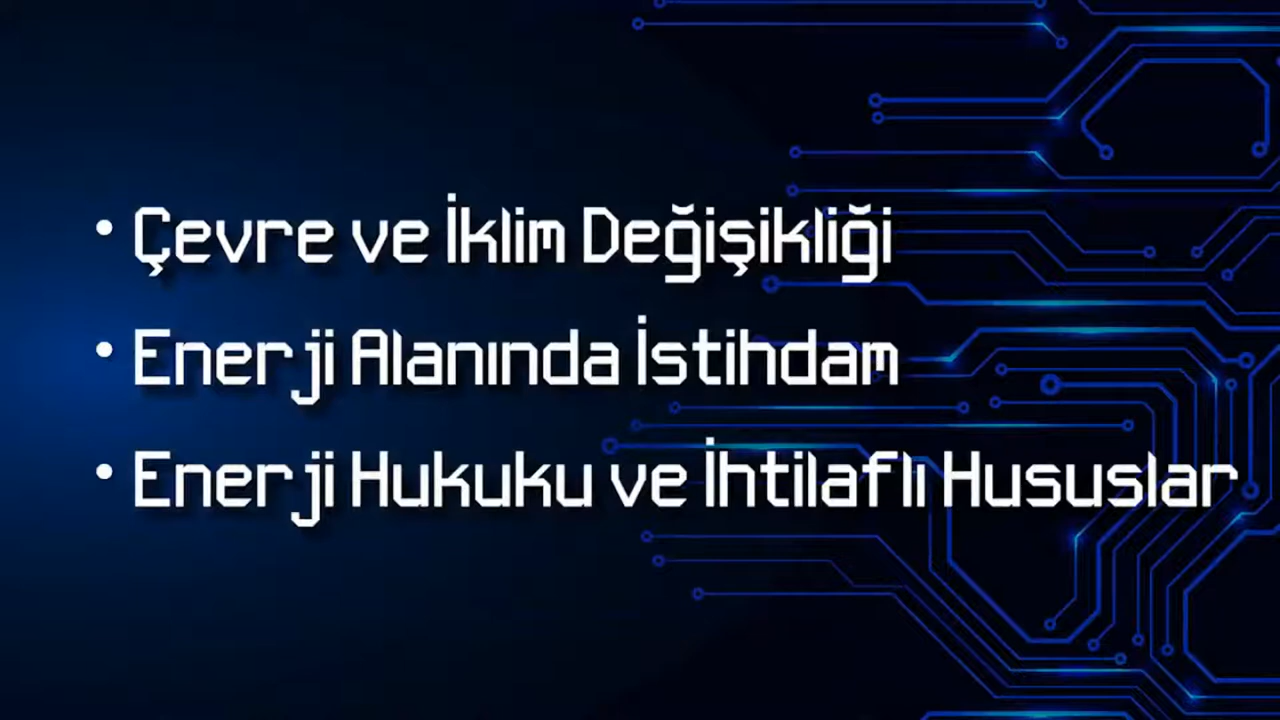 • Çevre ve İklim Değişikliği
• Enerji Alanında İstihdam
• Enerji Hukuku ve İhtilaflı Hususlar